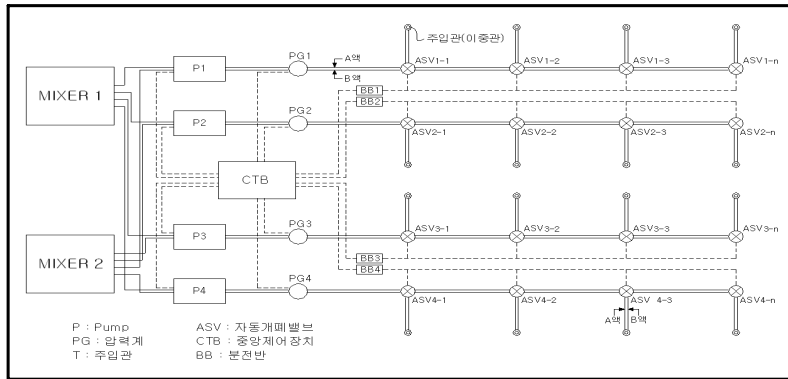 주입관(이중관)
PG1
A액
P1
ASV1-1
ASV1-2
ASV1-3
ASV1-n
B액
MIXER 1
BB1
BB2
PG2
P2
ASV2-1
ASV2-2
ASV2-3
ASV2-n
CTB
PG3
P3
ASV3-1
ASV3-2
ASV3-3
ASV3-n
MIXER 2
BB3
BB4
PG4
P4
ASV4-1
ASV4-2
ASV 4-3
ASV4-n
A액
B액
P : Pump
ASV : 자동개폐밸브
PG : 압력계
CTB : 중앙제어장치
T : 주입관
BB : 분전반